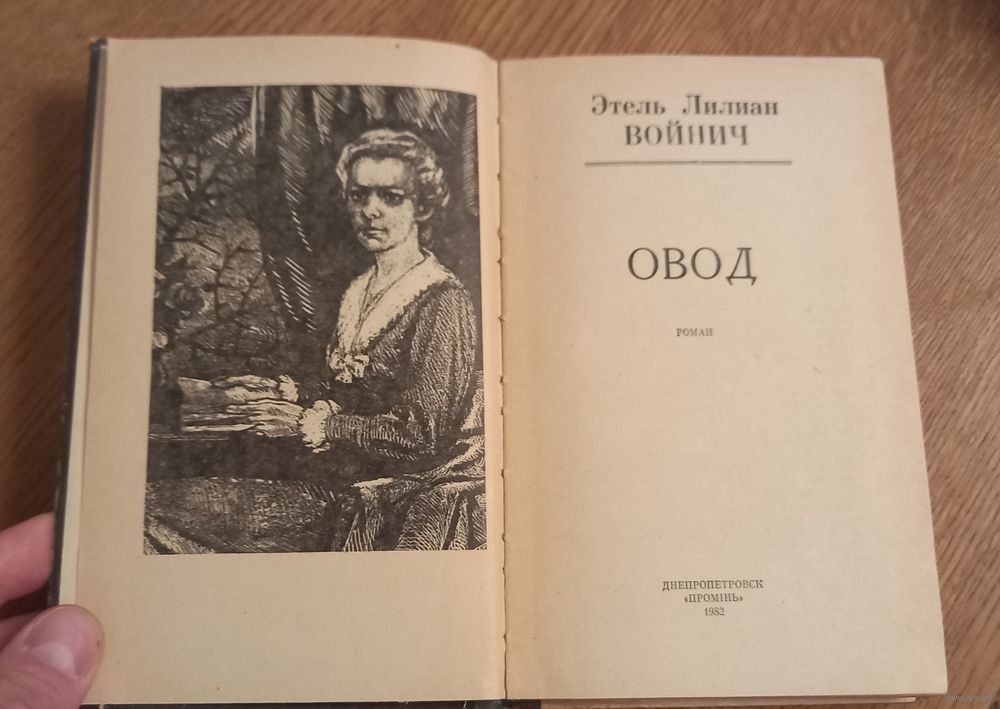 Этель Лилиан
ВОЙНИЧ
ОВОД
РОМАН
ДНЕПРОПЕТРОВСК
«ПРОМІНЬ»
1982